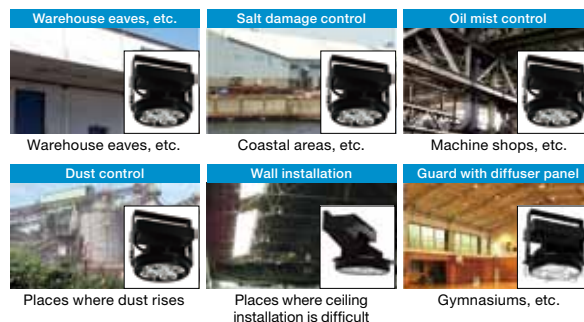 Warehouse eaves, etc.
Salt damage control
Oil mist control
Warehouse eaves, etc.
Coastal areas, etc.
Machine shops, etc.
Dust control
Wall installation
Guard with diffuser panel
Places where dust rises
Places where ceiling
installation is difficult
Gymnasiums, etc.